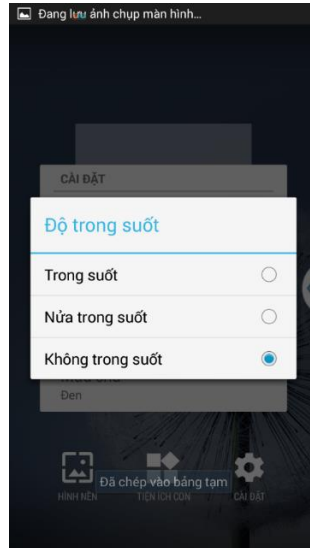 Đang lưu ảnh chụp màn hình...
CÀI ĐẶT
Độ trong suốt
Trong suốt
Nửa trong suốt
Không trong suốt
Đen
Đã chép vào bảng tạm
HÌNH NỀN
TIỆN ÍCH CON
CÀI ĐẶT